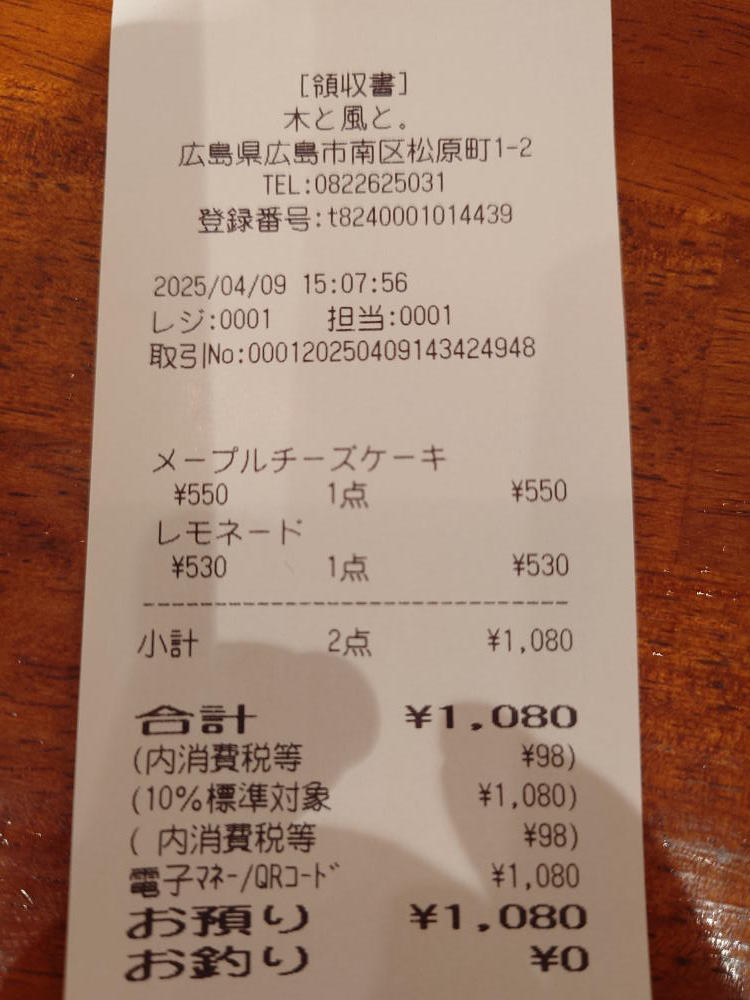 [領収書]
木と風と。
広島県広島市南区松原町1-2
TEL:0822625031
登録番号:t8240001014439
2025/04/09 15:07:56
レジ:0001 担当:0001
取引No:000120250409143424948
メープルチーズケーキ
¥550 1点 ¥550
レモネード
¥530 1点 ¥530
小計 2点 ¥1,080
合計 ¥1,080
(内消費税等 ¥98)
(10%標準対象 ¥1,080)
( 内消費税等 ¥98)
電子マネー/QRコード ¥1,080
お預り ¥1,080
お釣り ¥0